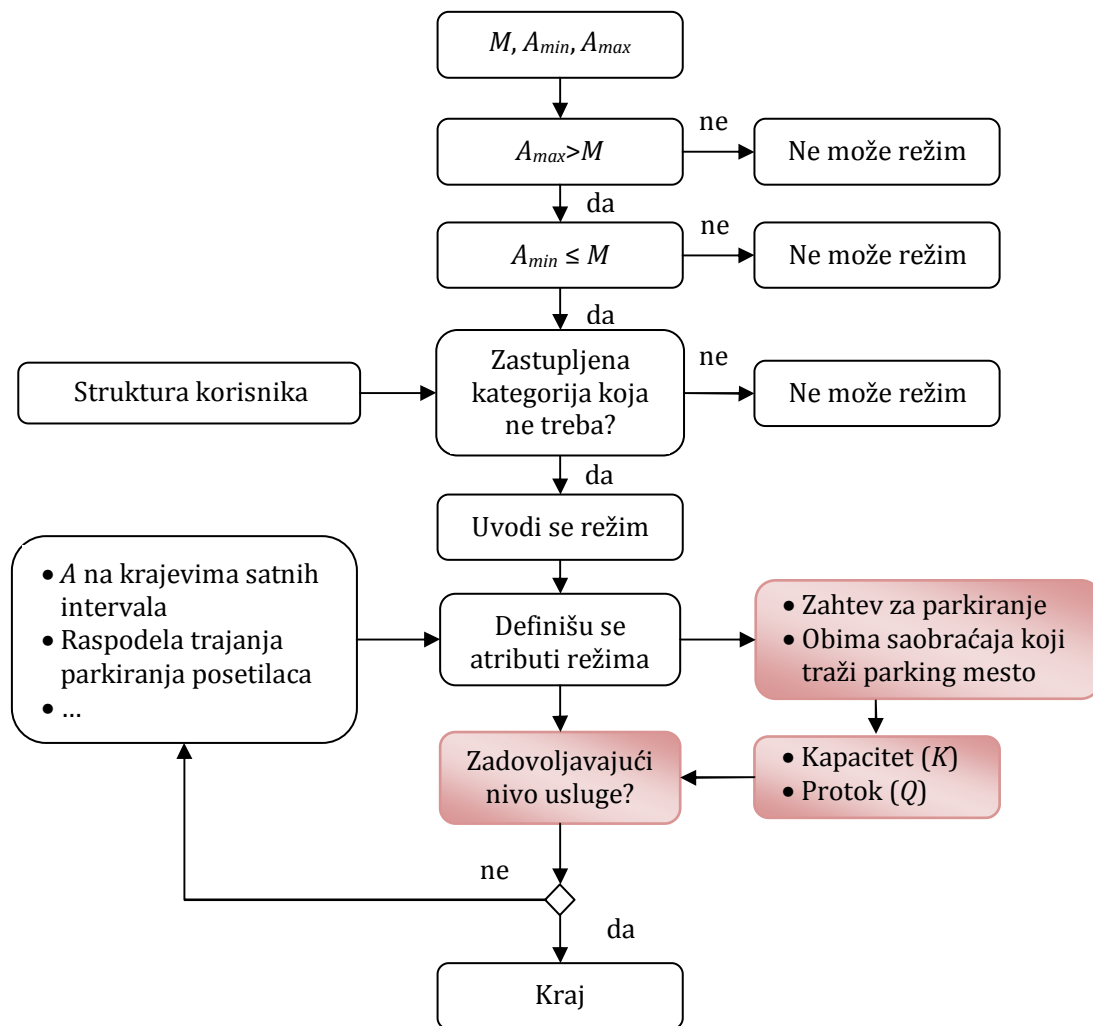 M, Amin, Amax
Amax>M
ne
Ne može režim
da
Amin ≤ M
ne
Ne može režim
da
Struktura korisnika
Zastupljena
kategorija koja
ne treba?
ne
Ne može režim
da
Uvodi se režim
• A na krajevima satnih
intervala
• Raspodela trajanja
parkiranja posetilaca
• ...
Definišu se
atributi režima
• Zahtev za parkiranje
• Obima saobraćaja koji
traži parking mesto
Zadovoljavajući
nivo usluge?
• Kapacitet (K)
• Protok (Q)
ne
da
Kraj